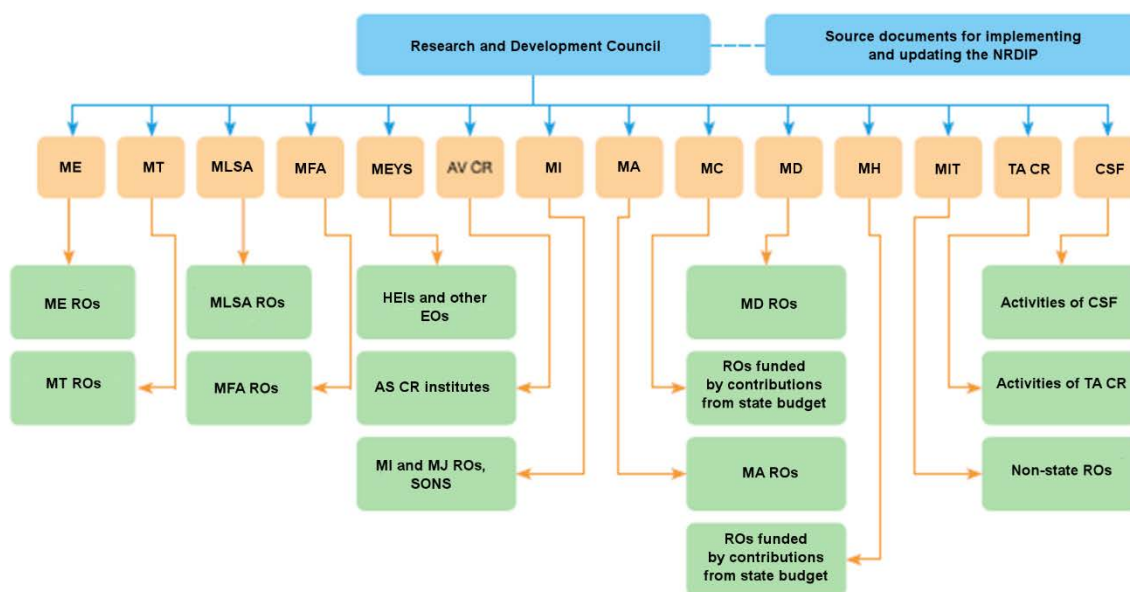 Research and Development Council
Source documents for implementing
and updating the NRDIP
ME
MT
MLSA
MFA
MEYS
AV CR
MI
MA
MC
MD
MH
MIT
TA CR
CSF
ME ROs
MLSA ROs
HEIs and other
EOs
MD ROs
Activities of CSF
MT ROs
MFA ROs
AS CR institutes
ROs funded
by contributions
from state budget
Activities of TA CR
MI and MJ ROs,
SONS
MA ROs
Non-state ROs
ROs funded
by contributions
from state budget